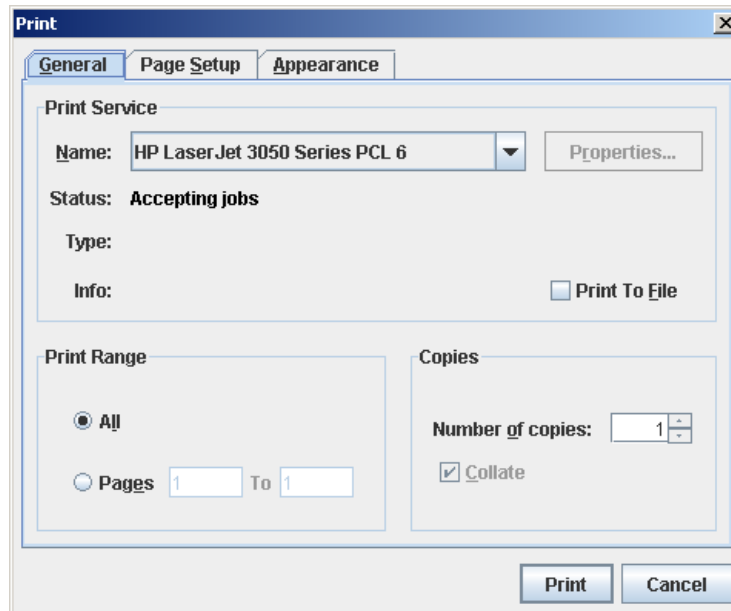 Print
General Page Setup Appearance
Print Service
Name: HP LaserJet 3050 Series PCL 6 Properties...
Status: Accepting jobs
Type:
Info: Print To File
Print Range
All
Pages 1 To 1
Copies
Number of copies: 1
Collate
Print Cancel